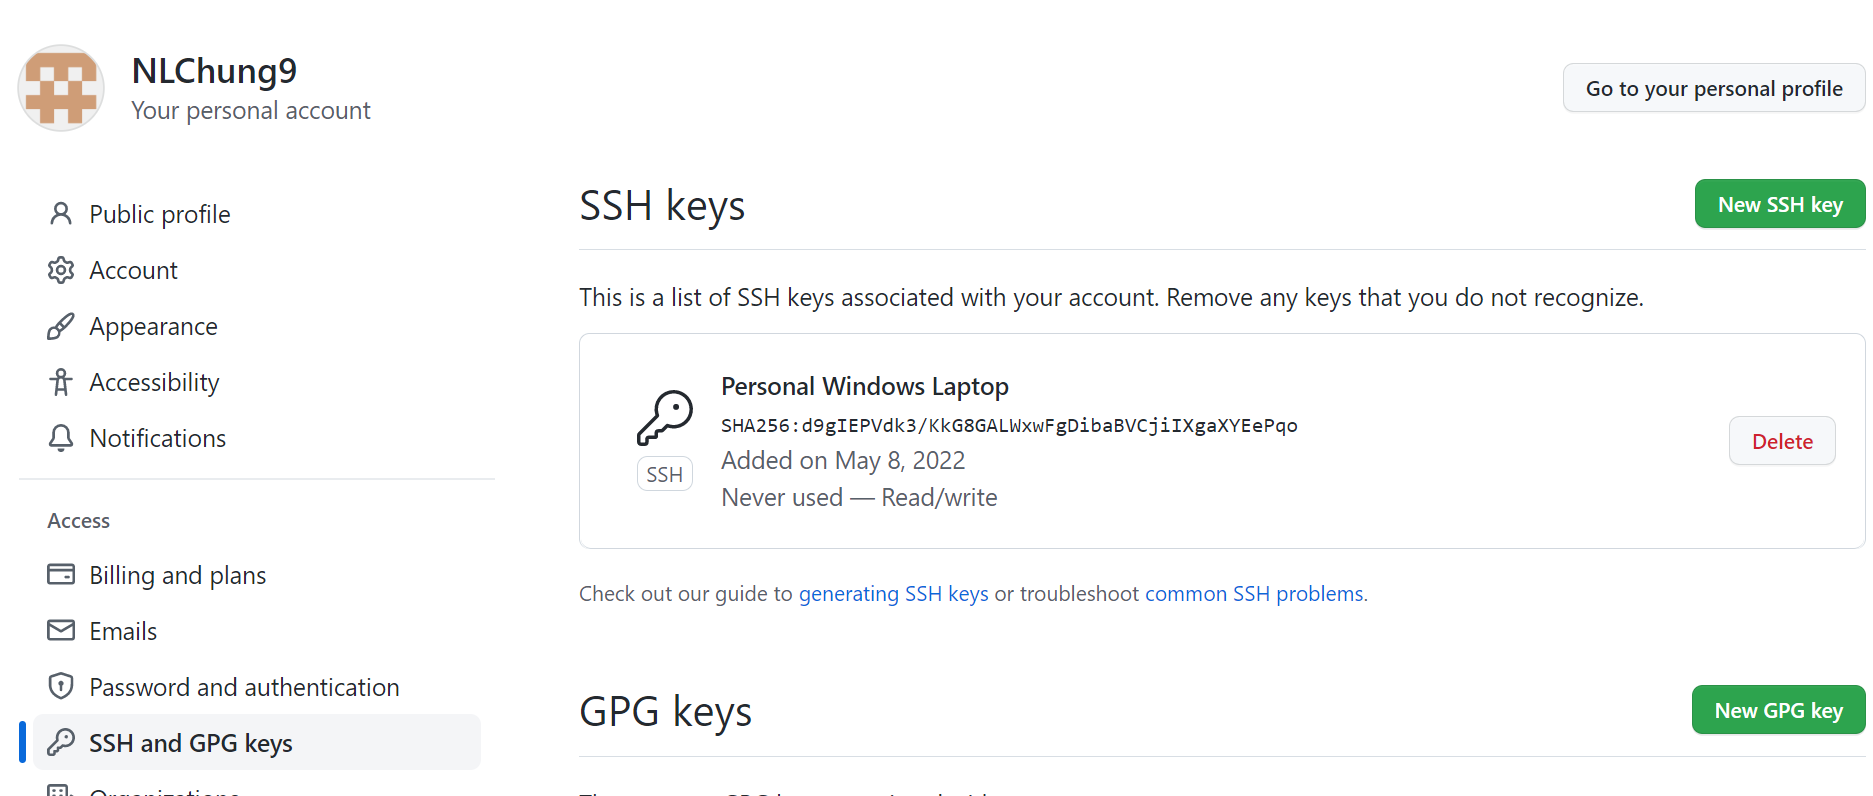 NLChung9
Your personal account
Go to your personal profile
Public profile
Account
Appearance
Accessibility
Notifications
Access
Billing and plans
Emails
Password and authentication
SSH and GPG keys
SSH keys
New SSH key
This is a list of SSH keys associated with your account. Remove any keys that you do not recognize.
Personal Windows Laptop
SHA256:d9gIEPVdk3/KkG8GALWxwFgDibaBVCjiIXgaXYEePqo
SSH
Added on May 8, 2022
Never used — Read/write
Delete
Check out our guide to generating SSH keys or troubleshoot common SSH problems.
GPG keys
New GPG key